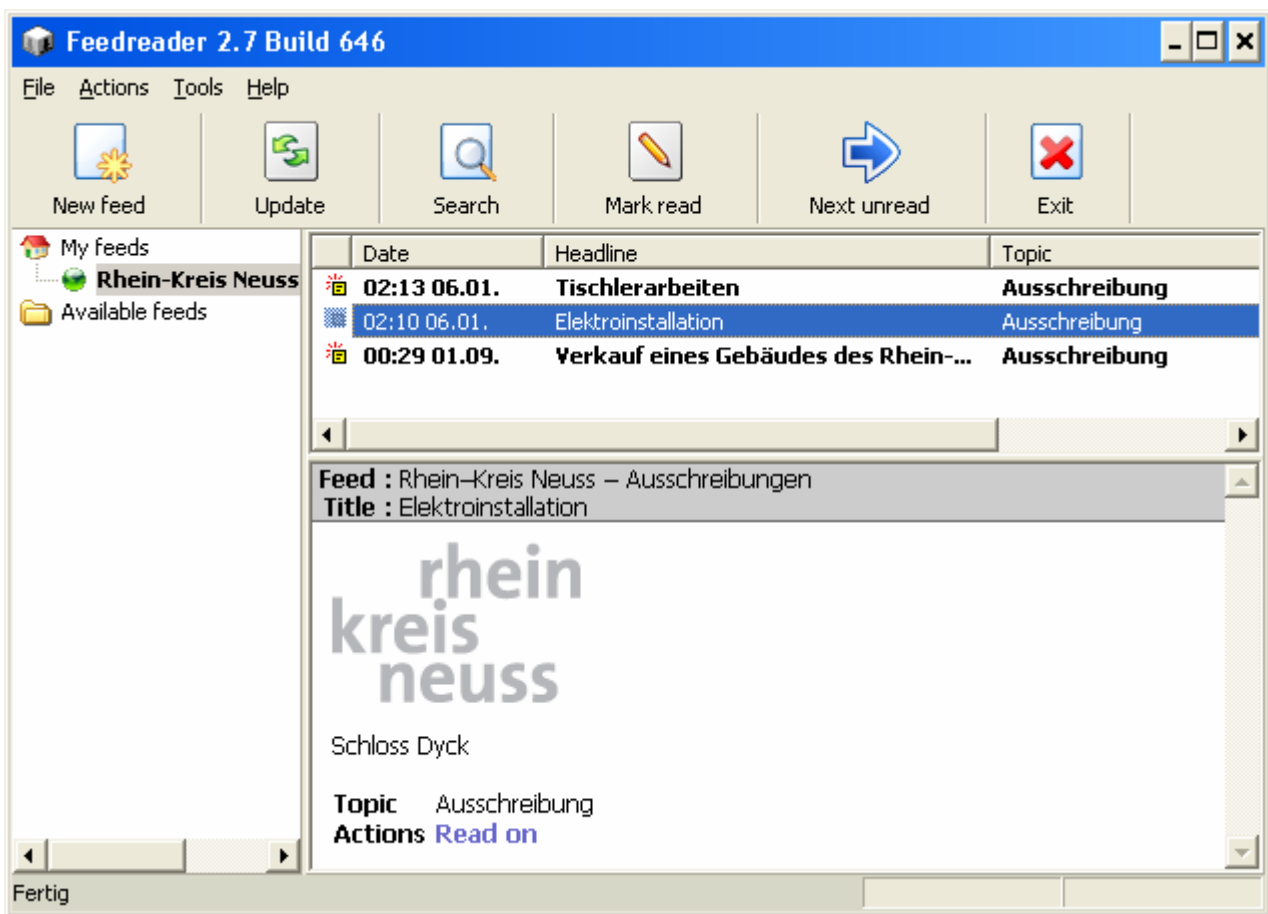 Feedreader 2.7 Build 646
File Actions Tools Help
New feed Update Search Mark read Next unread Exit
My feeds
Rhein-Kreis Neuss
Available feeds
Date Headline Topic
02:13 06.01. Tischlerarbeiten Ausschreibung
02:10 06.01. Elektroinstallation Ausschreibung
00:29 01.09. Verkauf eines Gebäudes des Rhein-... Ausschreibung
Feed : Rhein–Kreis Neuss – Ausschreibungen
Title : Elektroinstallation
rhein
kreis
neuss
Schloss Dyck
Topic Ausschreibung
Actions Read on
Fertig